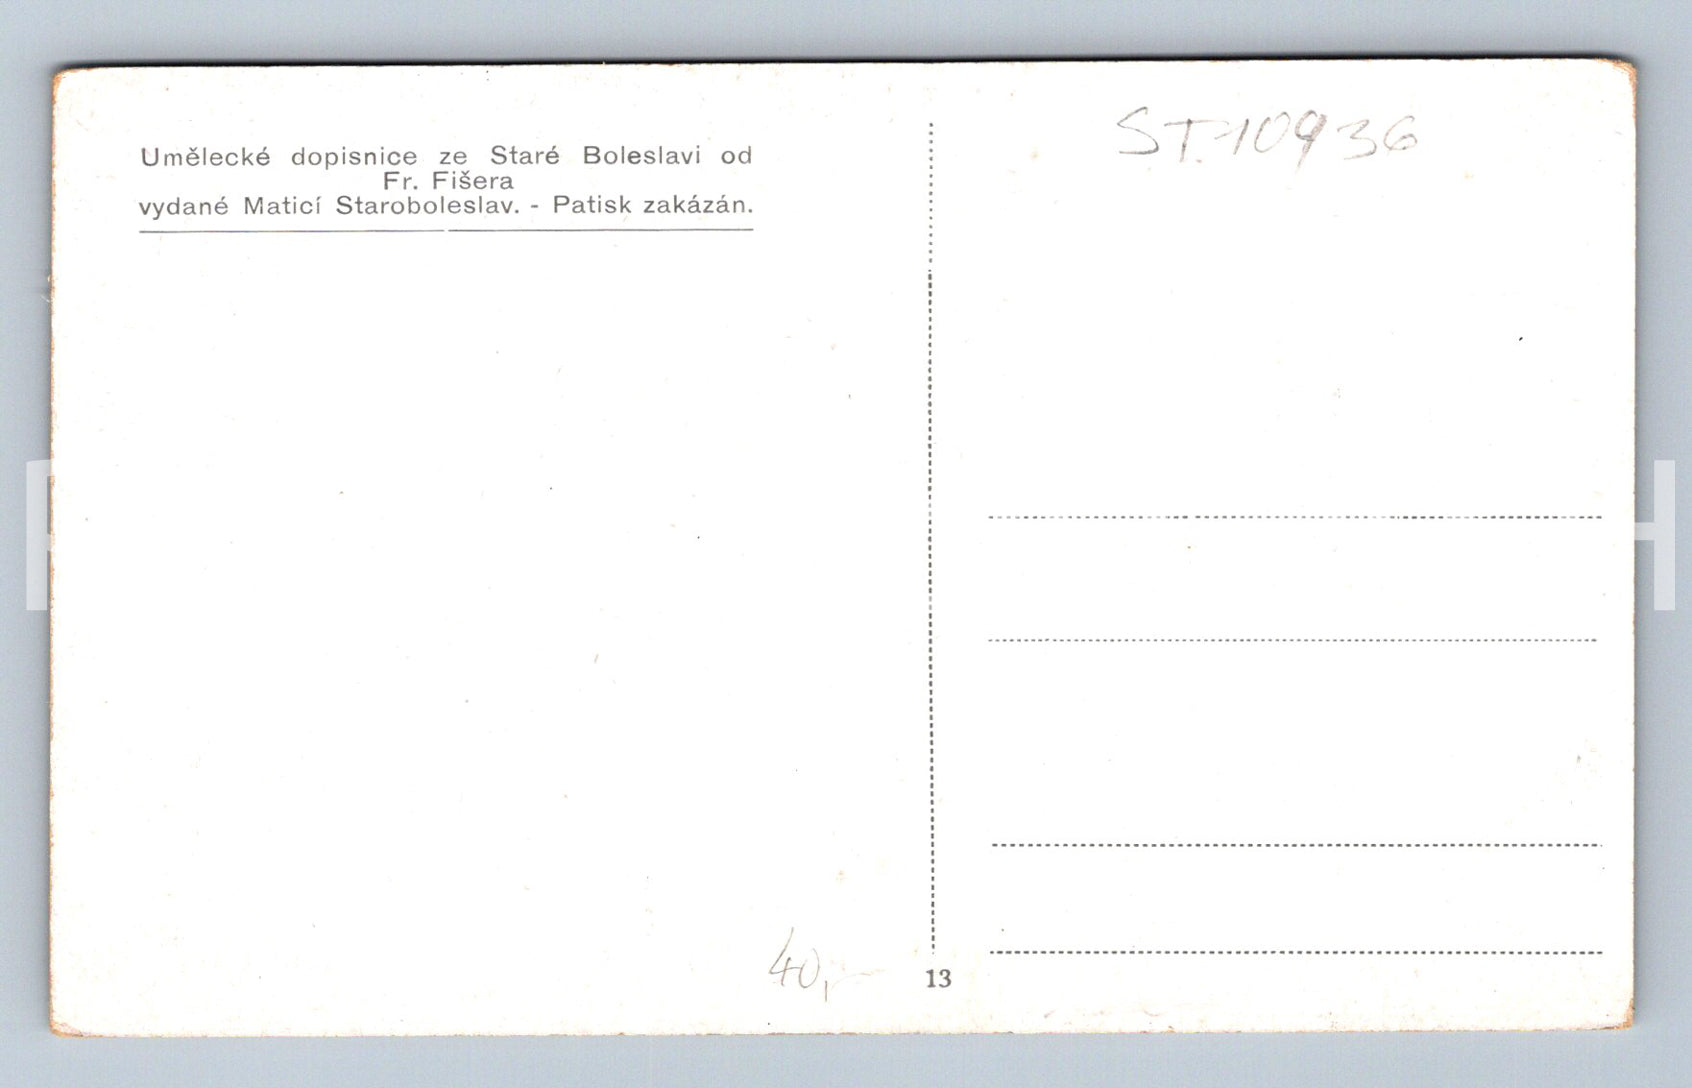 Umělecké dopisnice ze Staré Boleslavi od
Fr. Fišera
vydané Maticí Staroboleslav. - Patisk zakázán.
ST.10936
40,-
13